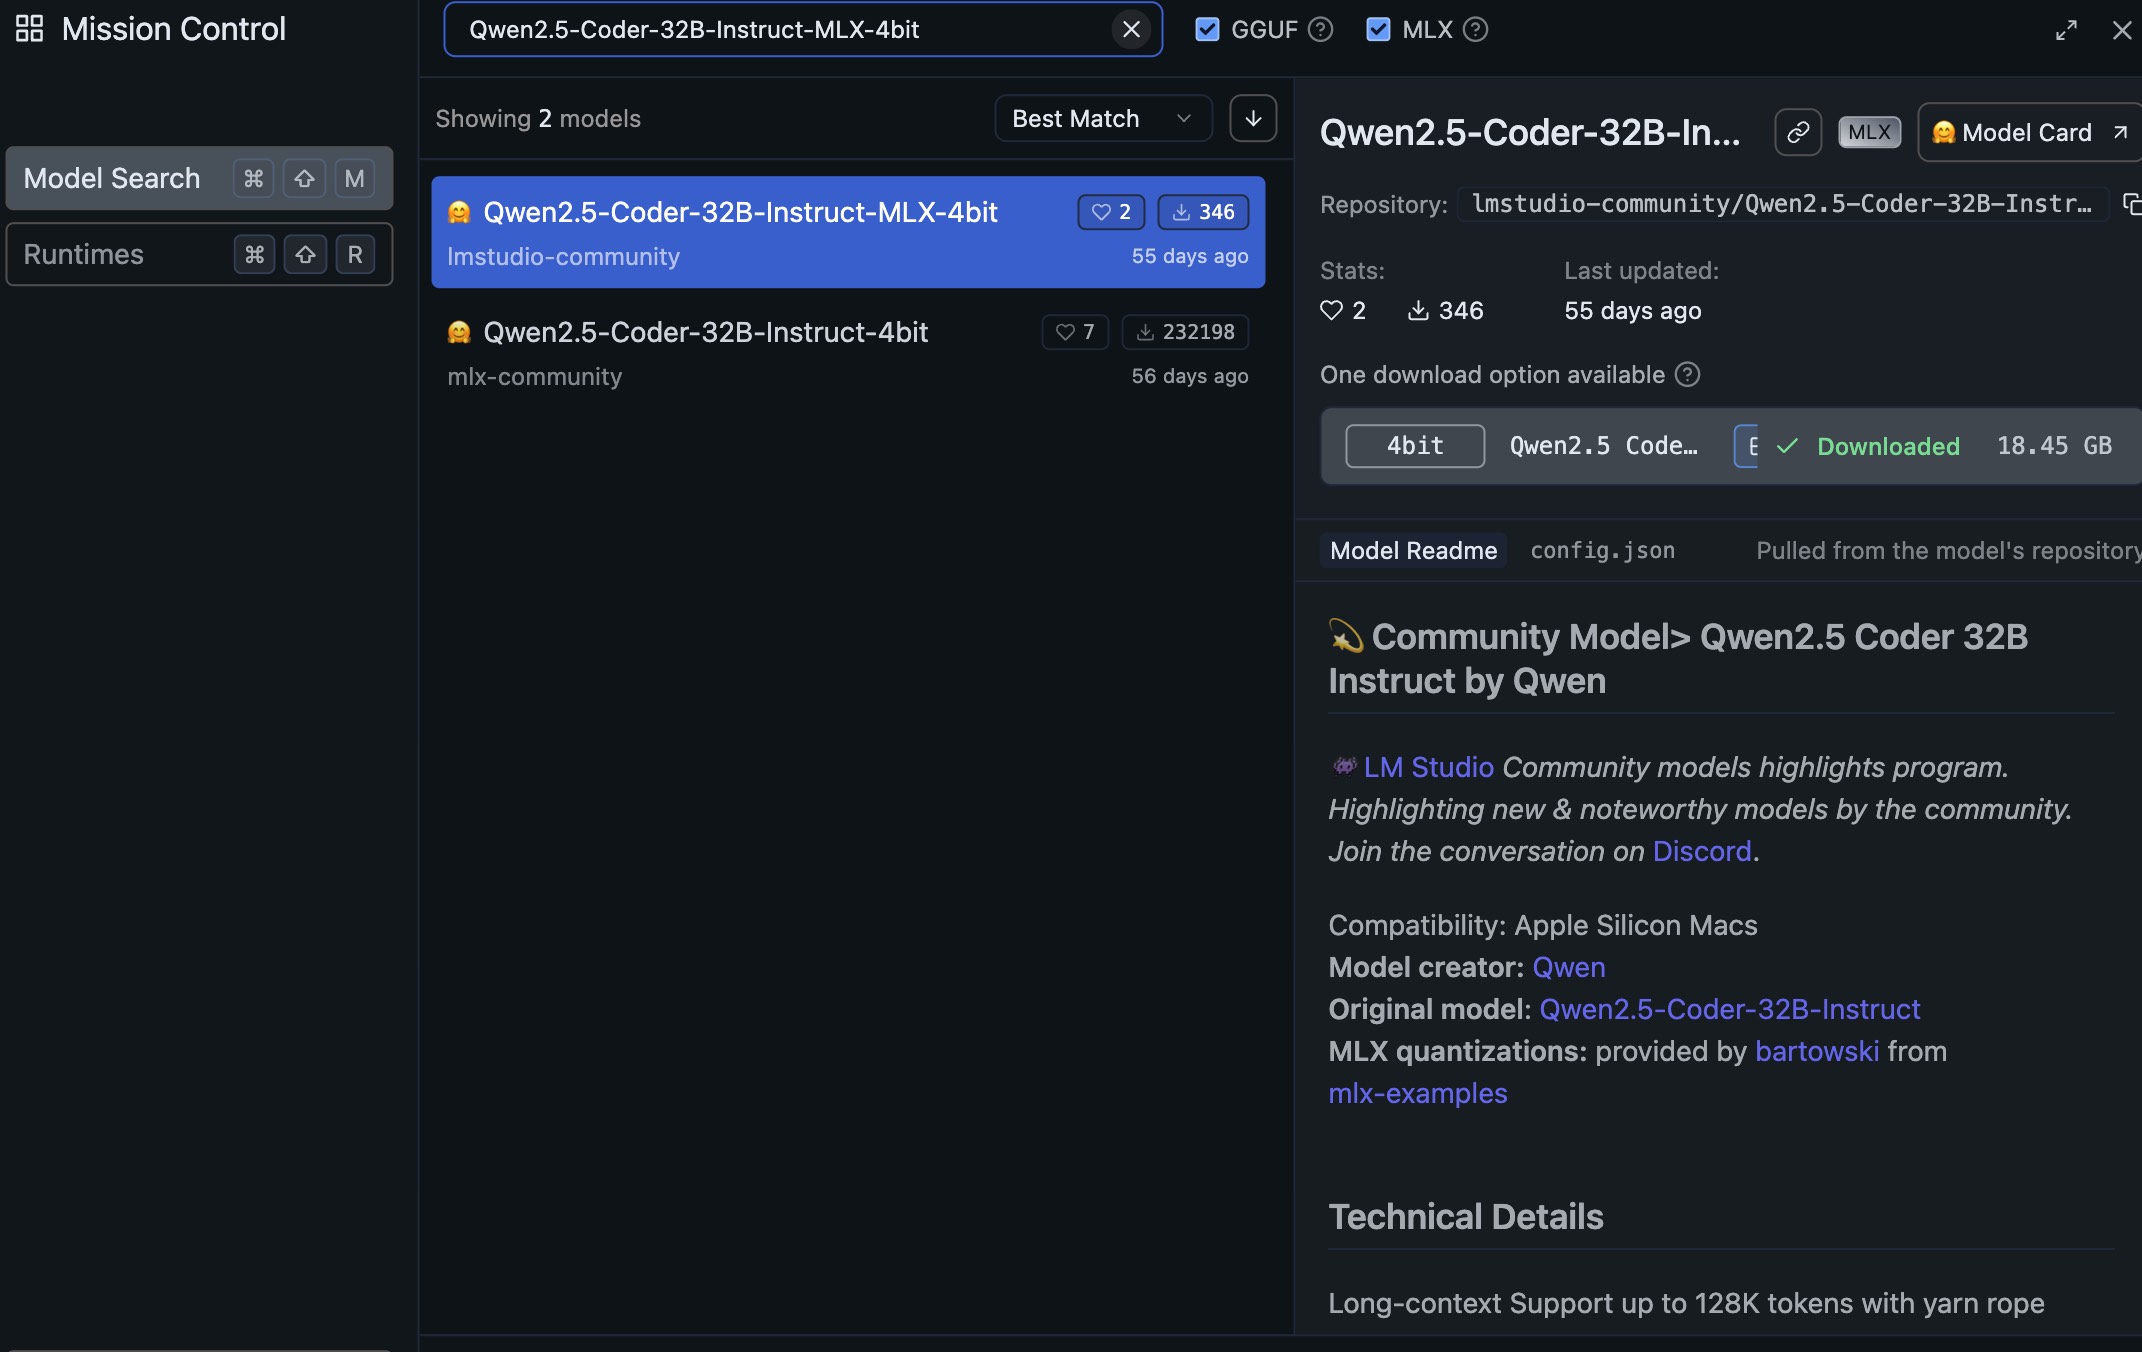 Mission Control
Model Search ⌘ ⇧ M
Runtimes ⌘ ⇧ R
Qwen2.5-Coder-32B-Instruct-MLX-4bit
GGUF ? MLX ?
Showing 2 models
Best Match
🤗 Qwen2.5-Coder-32B-Instruct-MLX-4bit 2 346
lmstudio-community 55 days ago
🤗 Qwen2.5-Coder-32B-Instruct-4bit 7 232198
mlx-community 56 days ago
Qwen2.5-Coder-32B-In... MLX 🤗 Model Card
Repository: lmstudio-community/Qwen2.5-Coder-32B-Instr…
Stats: Last updated:
2 346 55 days ago
One download option available ?
4bit Qwen2.5 Code… Downloaded 18.45 GB
Model Readme config.json Pulled from the model's repository
💫 Community Model> Qwen2.5 Coder 32B
Instruct by Qwen
👾 LM Studio Community models highlights program.
Highlighting new & noteworthy models by the community.
Join the conversation on Discord.
Compatibility: Apple Silicon Macs
Model creator: Qwen
Original model: Qwen2.5-Coder-32B-Instruct
MLX quantizations: provided by bartowski from
mlx-examples
Technical Details
Long-context Support up to 128K tokens with yarn rope